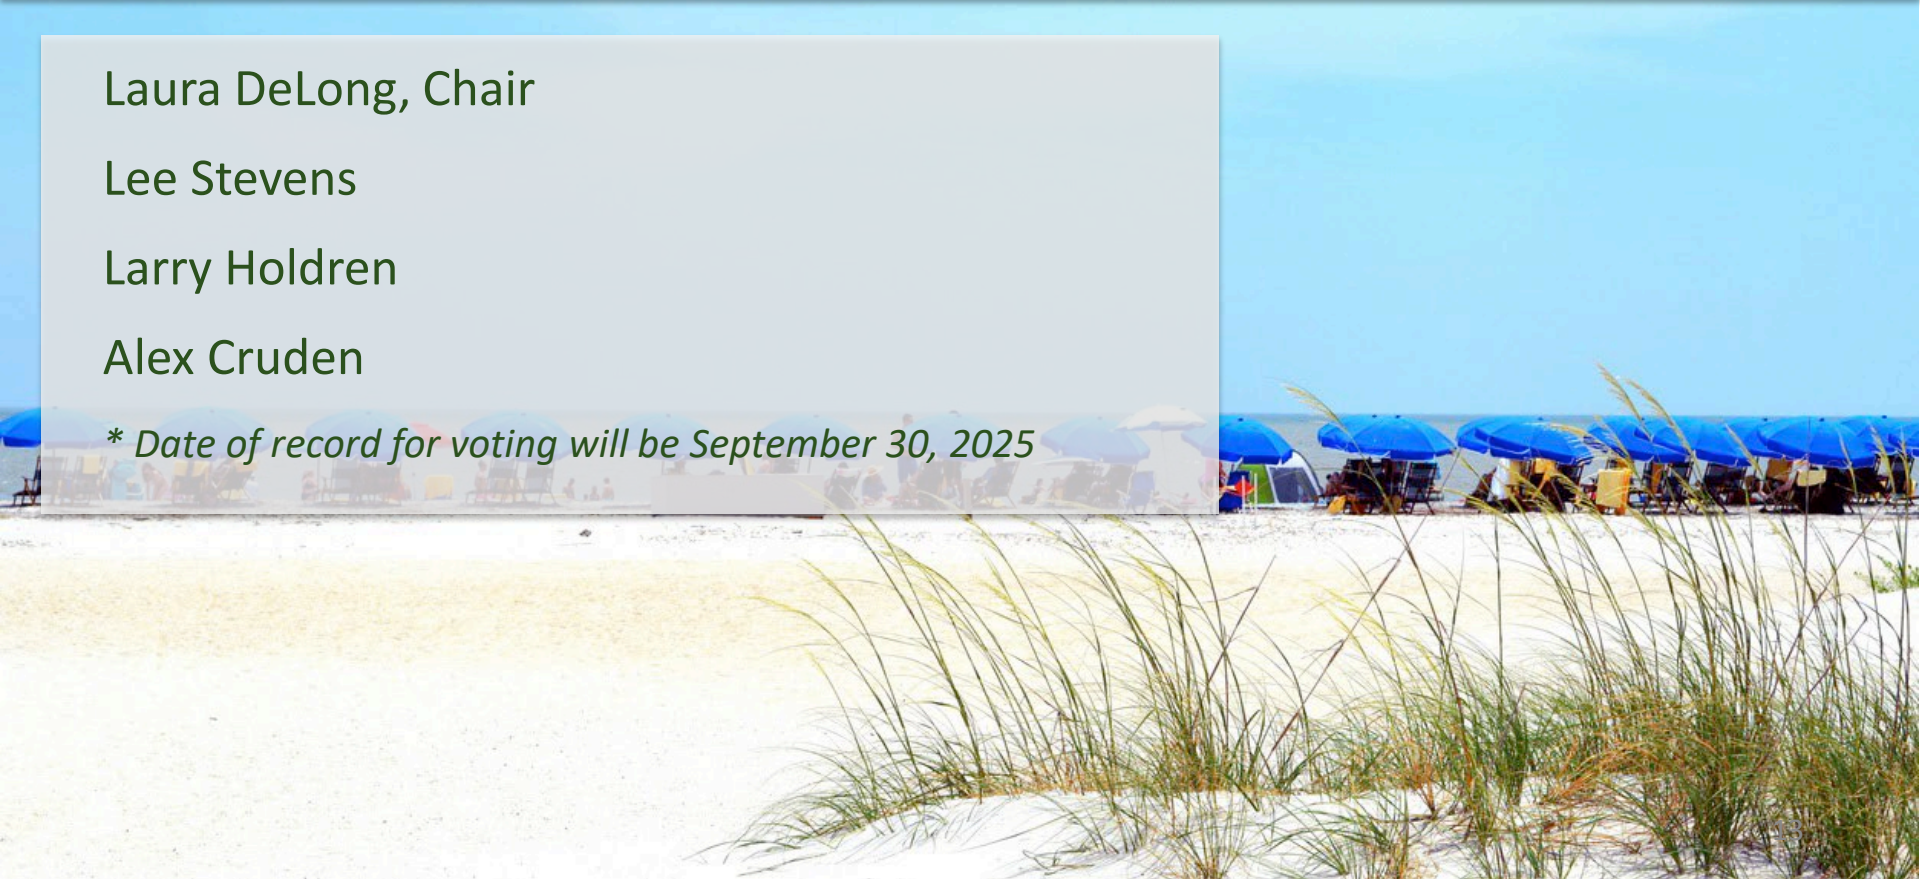 Laura DeLong, Chair
Lee Stevens
Larry Holdren
Alex Cruden
* Date of record for voting will be September 30, 2025